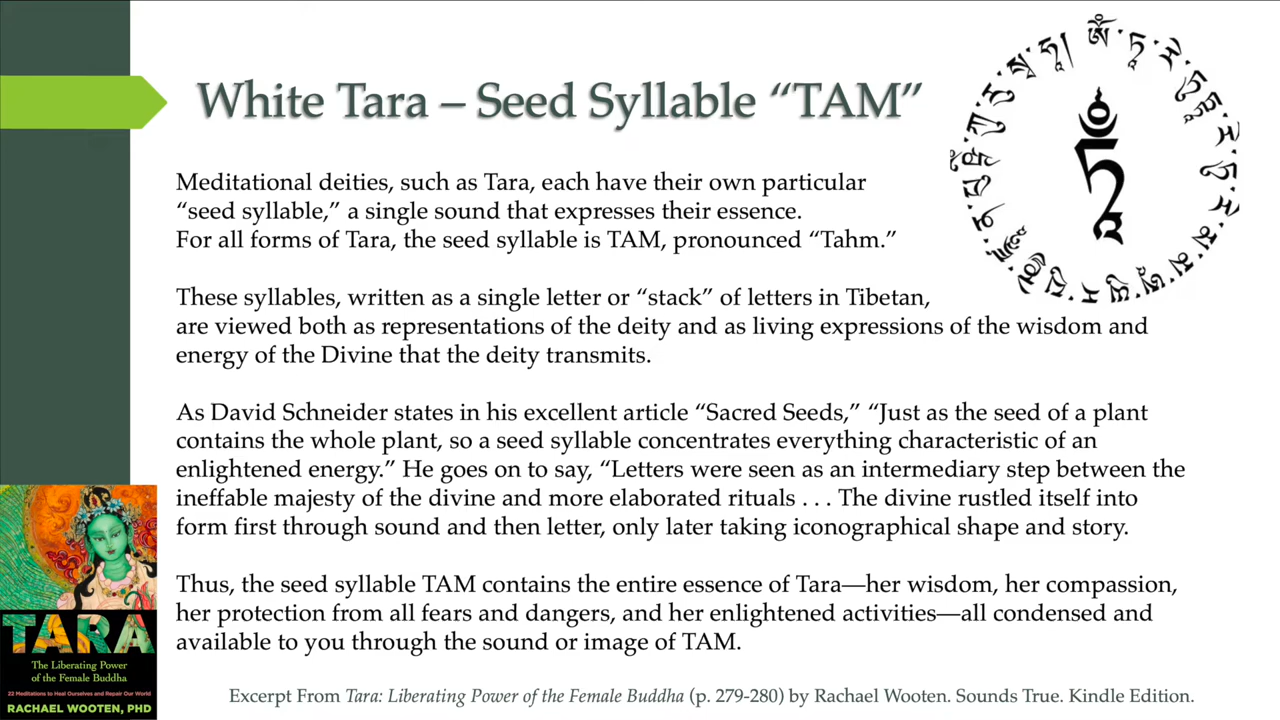 White Tara – Seed Syllable “TAM”
Meditational deities, such as Tara, each have their own particular
“seed syllable,” a single sound that expresses their essence.
For all forms of Tara, the seed syllable is TAM, pronounced “Tahm.”
These syllables, written as a single letter or “stack” of letters in Tibetan,
are viewed both as representations of the deity and as living expressions of the wisdom and
energy of the Divine that the deity transmits.
As David Schneider states in his excellent article “Sacred Seeds,” “Just as the seed of a plant
contains the whole plant, so a seed syllable concentrates everything characteristic of an
enlightened energy.” He goes on to say, “Letters were seen as an intermediary step between the
ineffable majesty of the divine and more elaborated rituals . . . The divine rustled itself into
form first through sound and then letter, only later taking iconographical shape and story.
Thus, the seed syllable TAM contains the entire essence of Tara—her wisdom, her compassion,
her protection from all fears and dangers, and her enlightened activities—all condensed and
available to you through the sound or image of TAM.
Excerpt From Tara: Liberating Power of the Female Buddha (p. 279-280) by Rachael Wooten. Sounds True. Kindle Edition.
TARA
The Liberating Power
of the Female Buddha
22 Meditations to Heal Ourselves and Repair Our World
RACHAEL WOOTEN, PHD